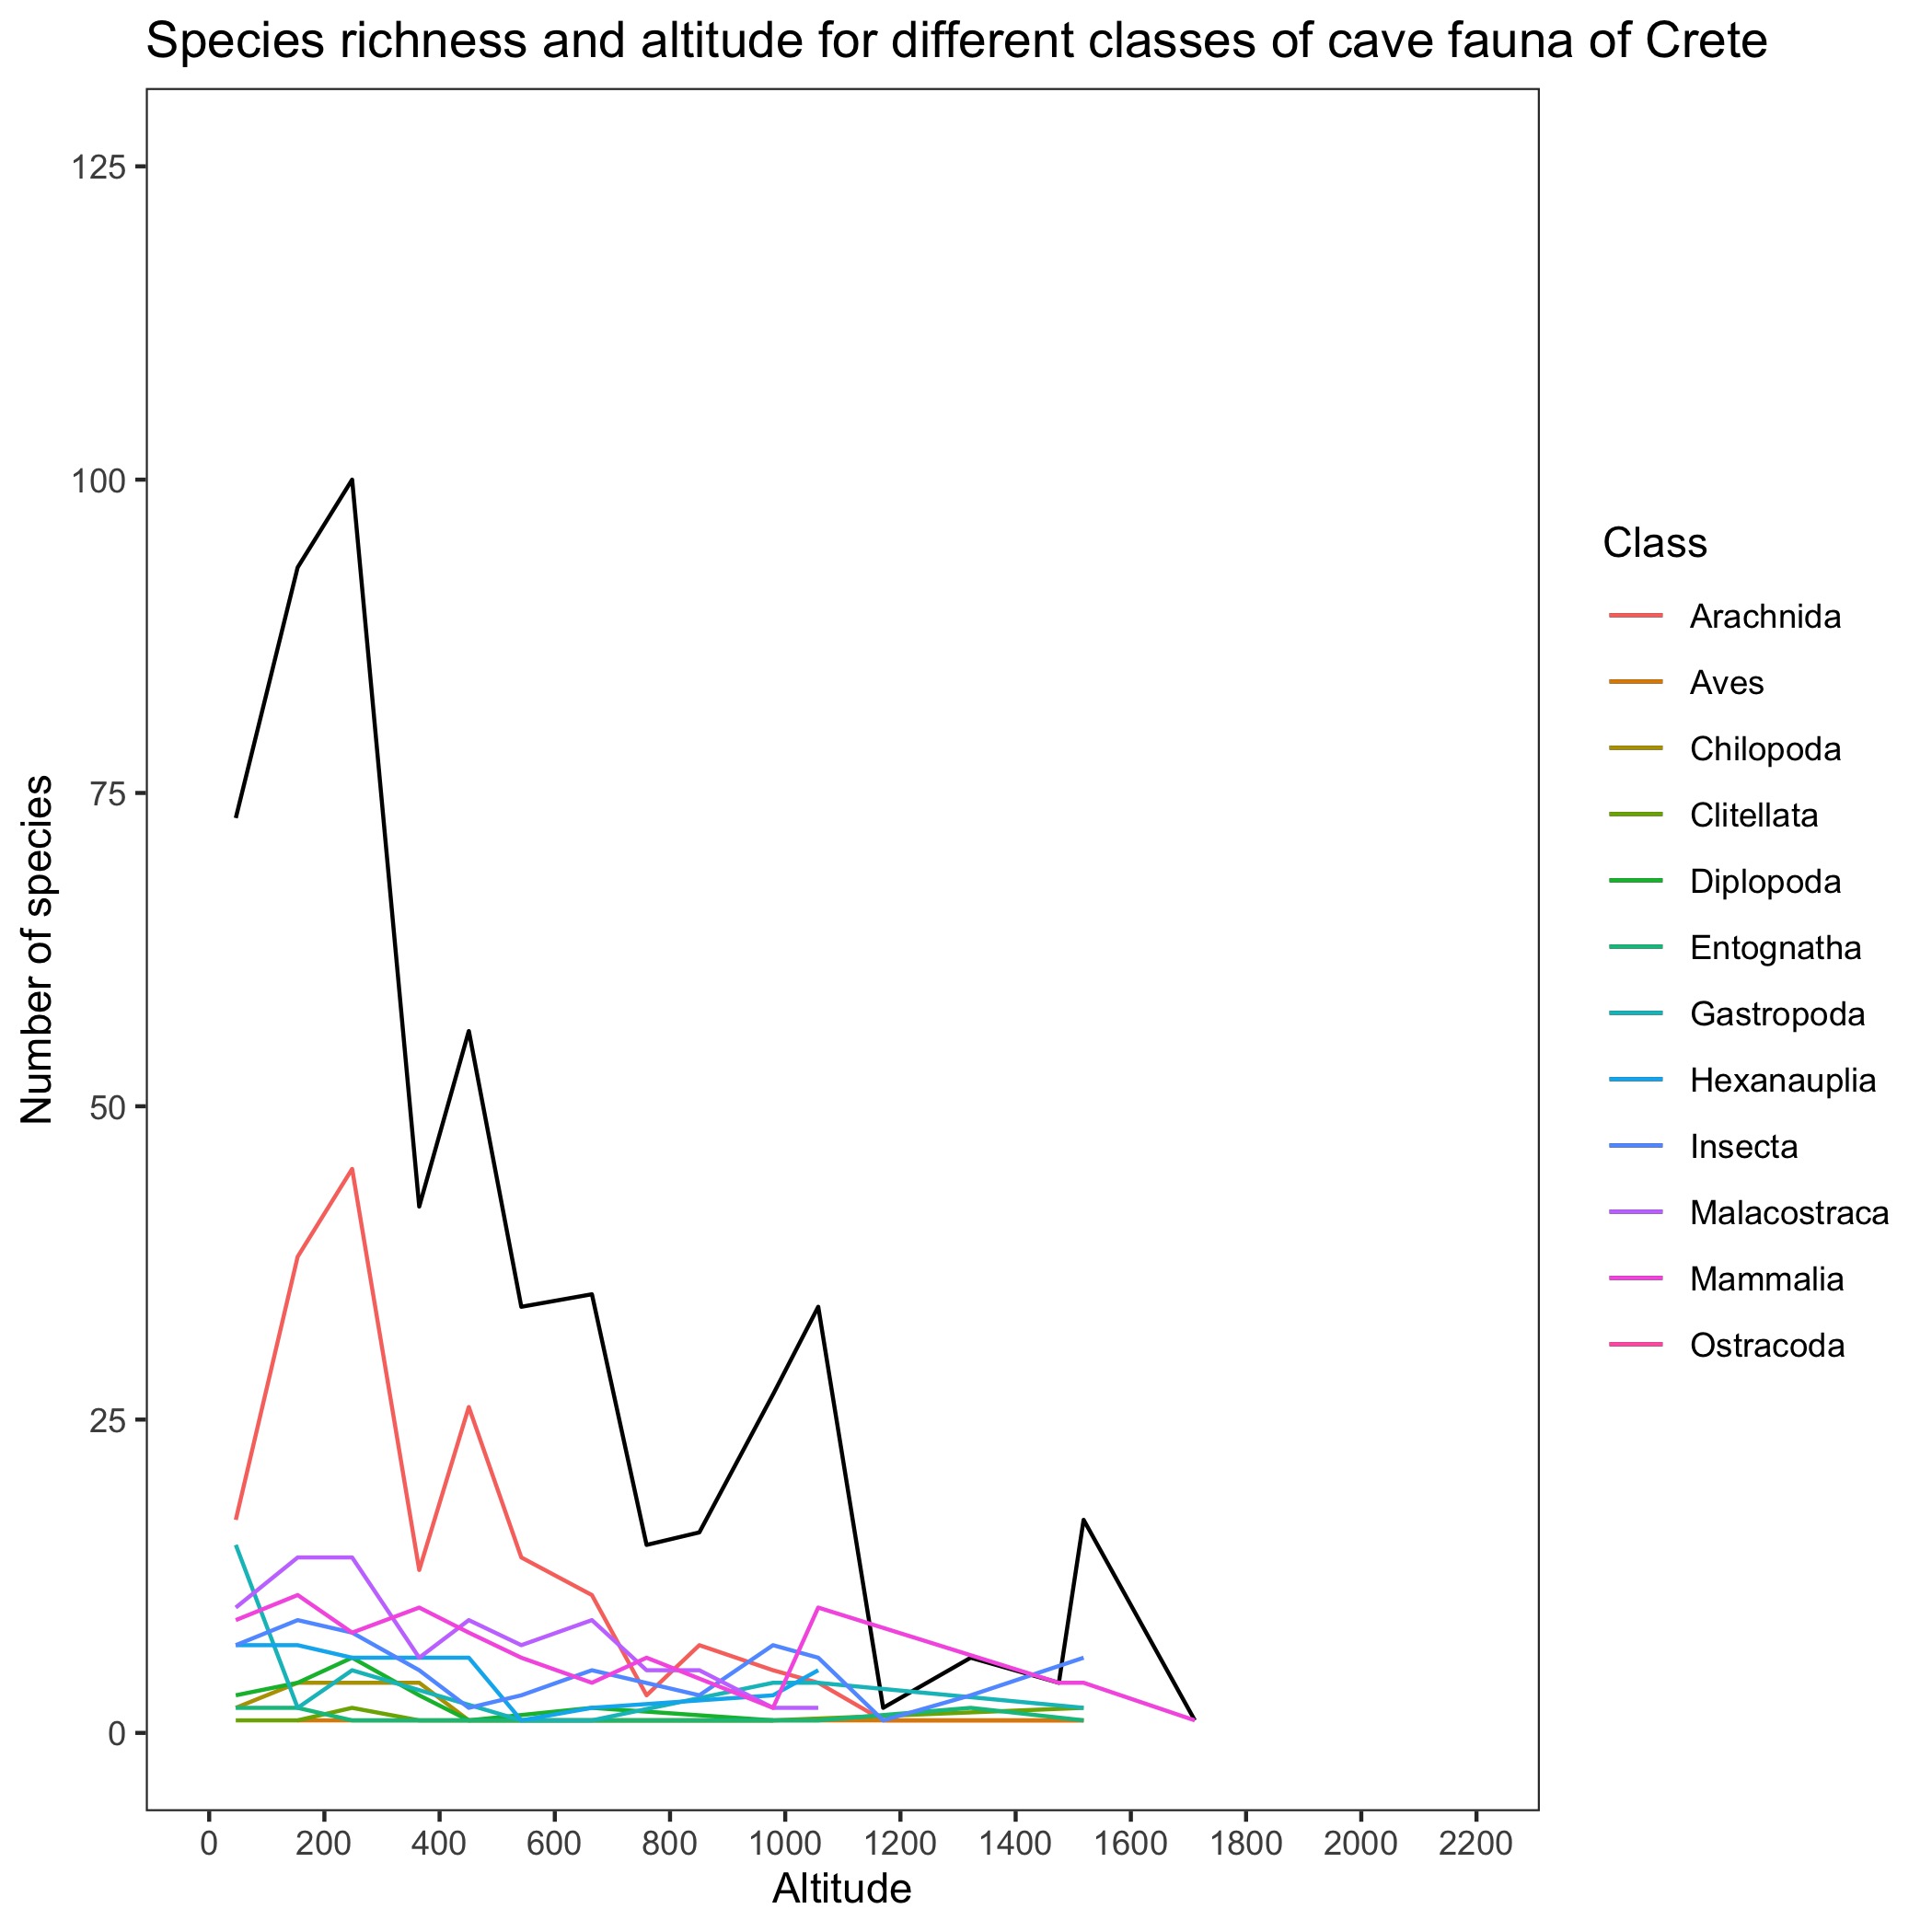 Species richness and altitude for different classes of cave fauna of Crete
125
100
75
50
25
0
Number of species
0 200 400 600 800 1000 1200 1400 1600 1800 2000 2200
Altitude
Class
Arachnida
Aves
Chilopoda
Clitellata
Diplopoda
Entognatha
Gastropoda
Hexanauplia
Insecta
Malacostraca
Mammalia
Ostracoda